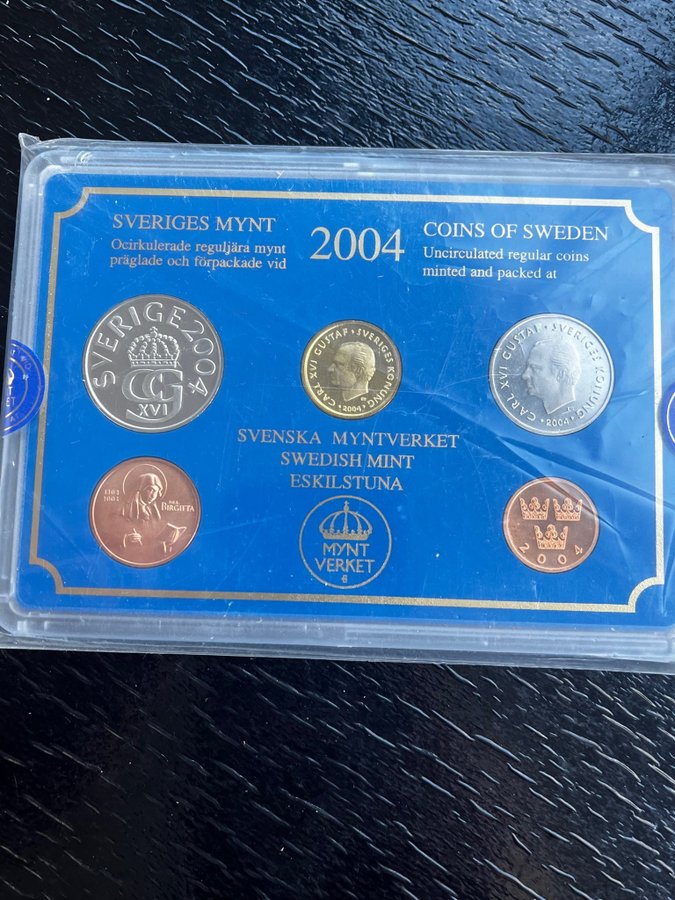 SVERIGES MYNT
Ocirkulerade reguljära mynt
präglade och förpackade vid
2004
COINS OF SWEDEN
Uncirculated regular coins
minted and packed at
SVERIGE 2004
XVI
CARL XVI GUSTAF · SVERIGES KONUNG
· 2004 ·
CARL XVI GUSTAF · SVERIGES KONUNG
· 2004 ·
SVENSKA MYNTVERKET
SWEDISH MINT
ESKILSTUNA
1303
2003
BIRGITTA
MYNT
VERKET
2004